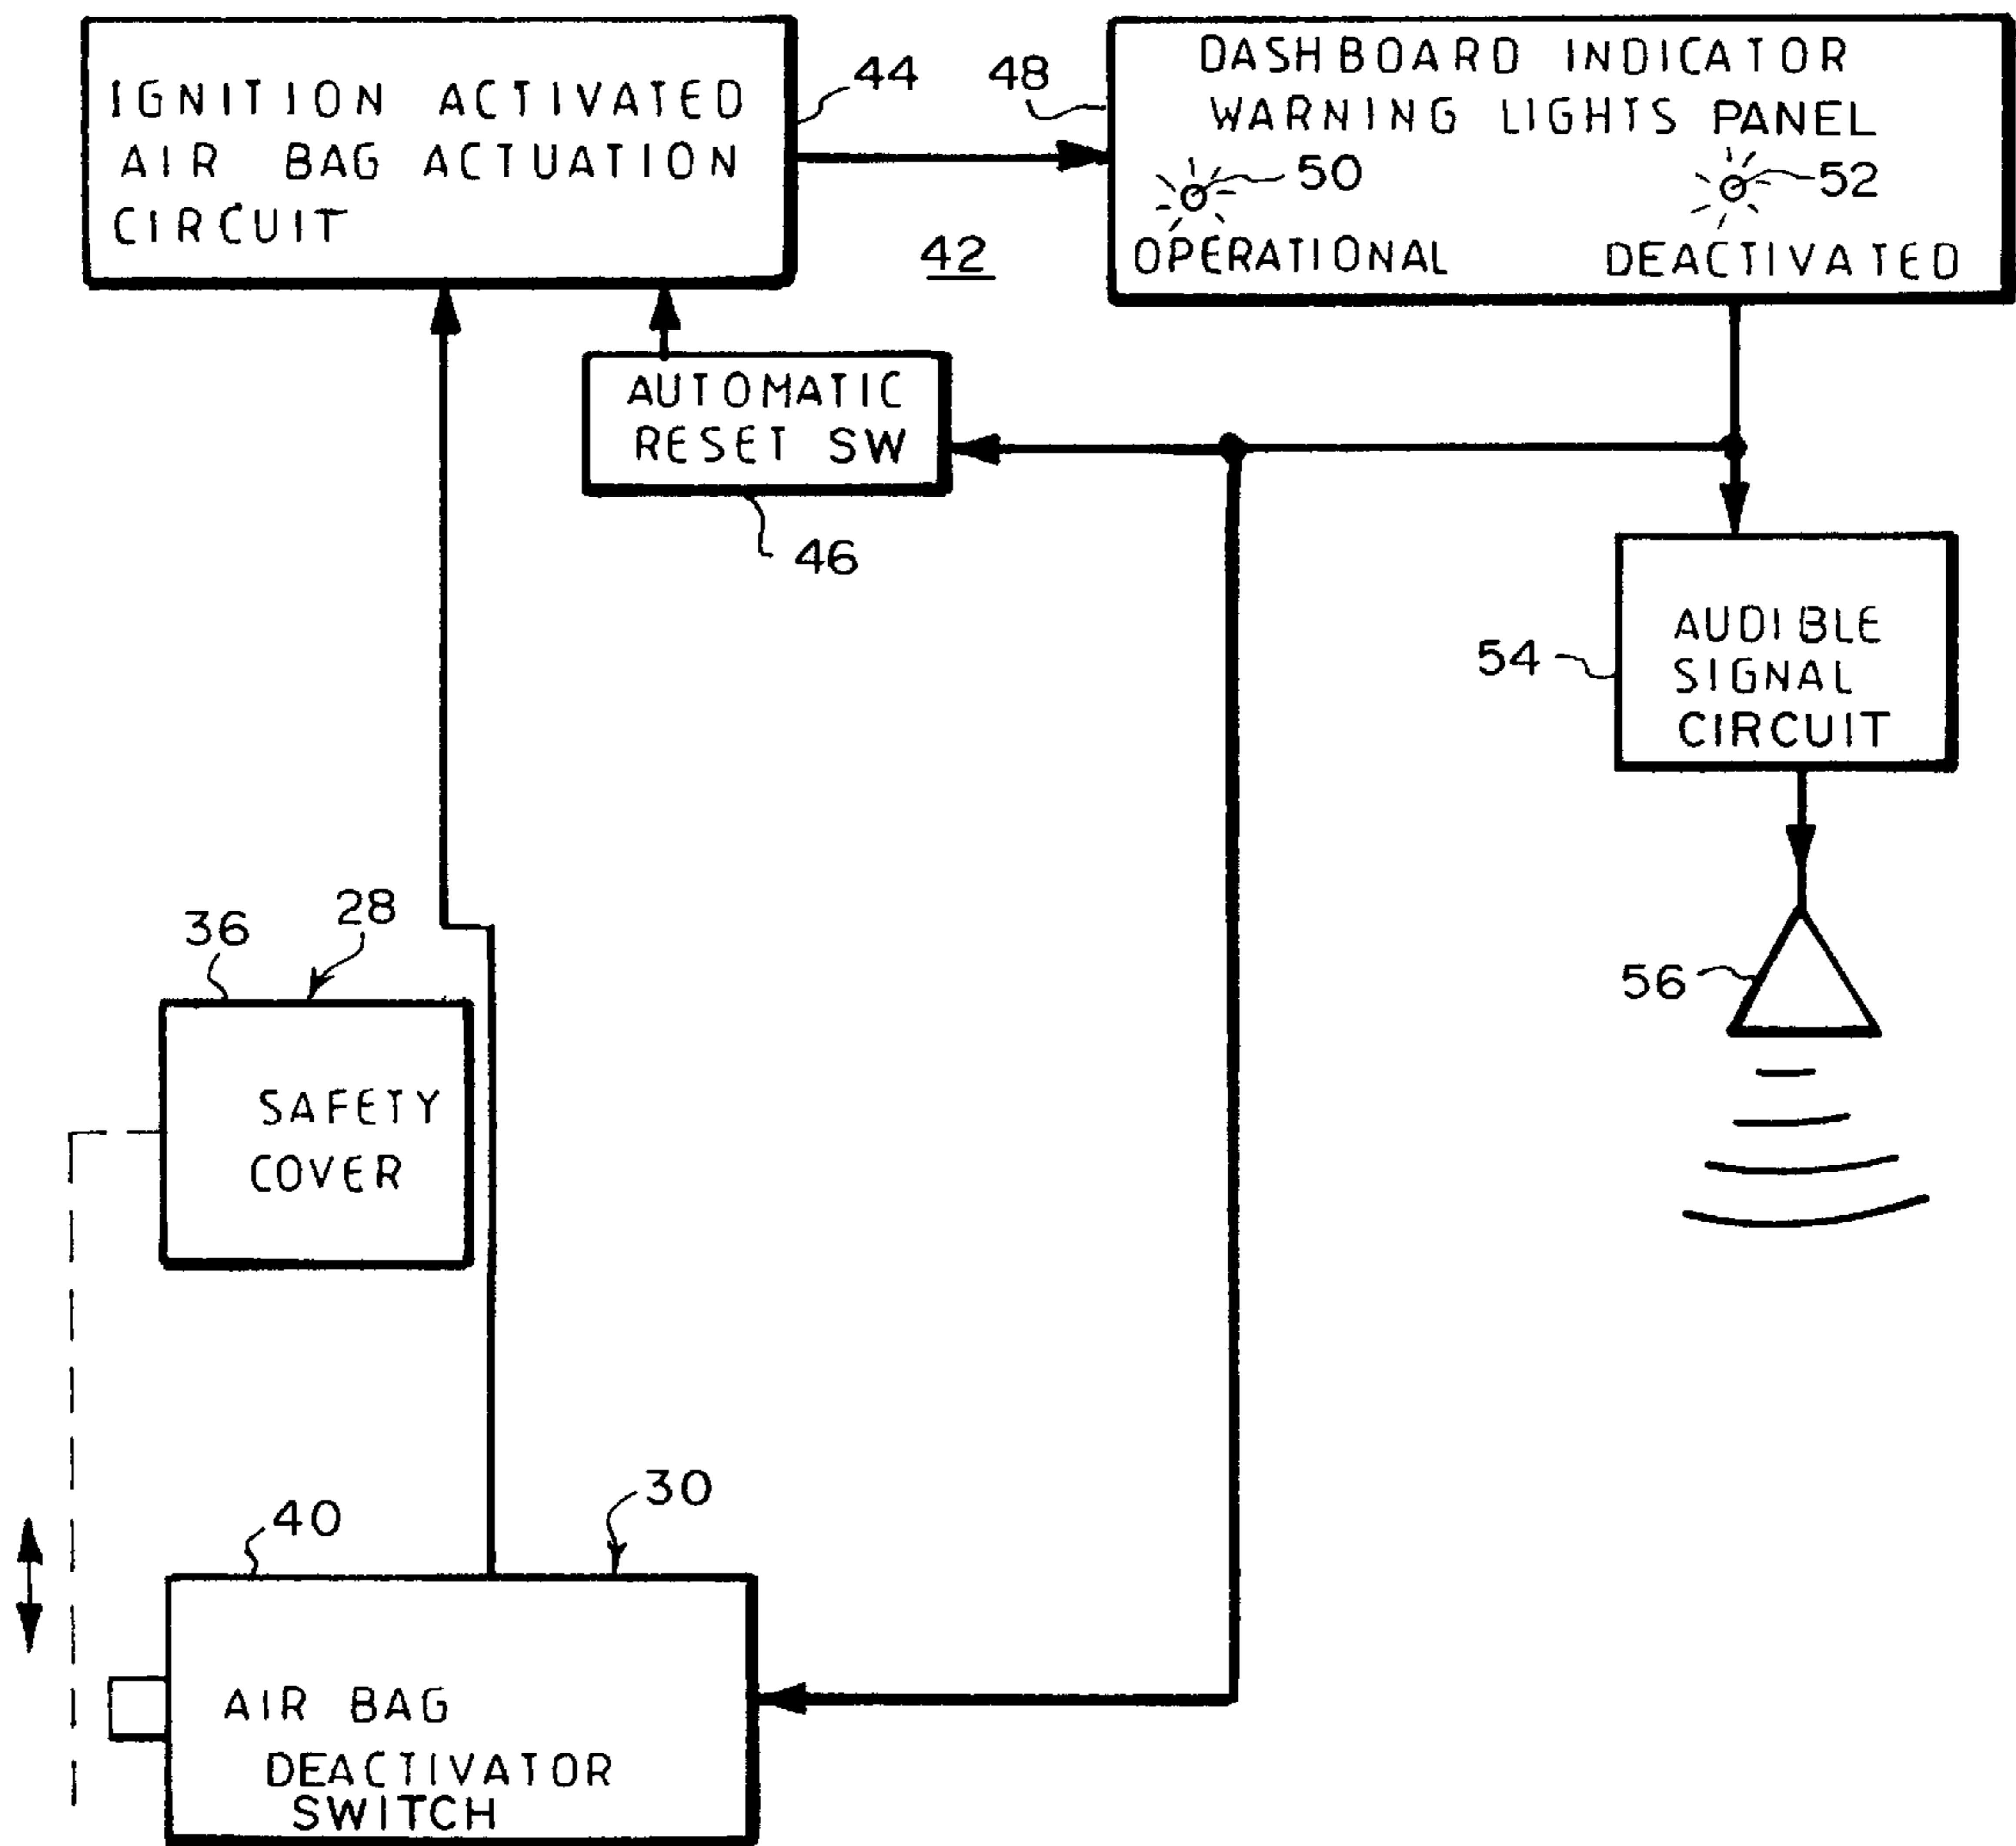 IGNITION ACTIVATED
AIR BAG ACTUATION
CIRCUIT
44
48
DASHBOARD INDICATOR
WARNING LIGHTS PANEL
50
52
OPERATIONAL
DEACTIVATED
42
AUTOMATIC
RESET SW
46
54
AUDIBLE
SIGNAL
CIRCUIT
56
36
28
SAFETY
COVER
40
30
AIR BAG
DEACTIVATOR
SWITCH